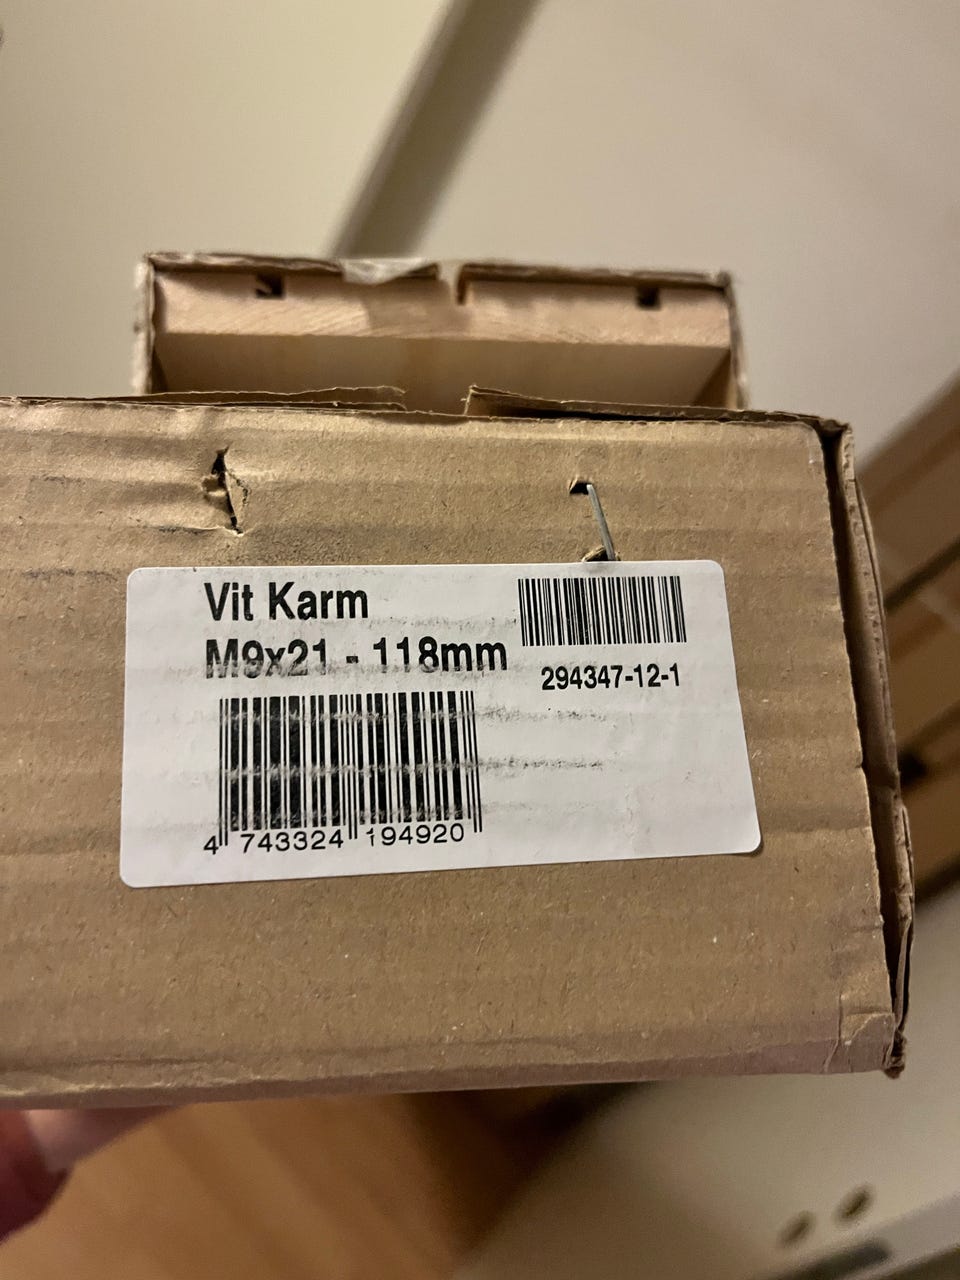 Vit Karm
M9x21 - 118mm
294347-12-1
4 743324 194920